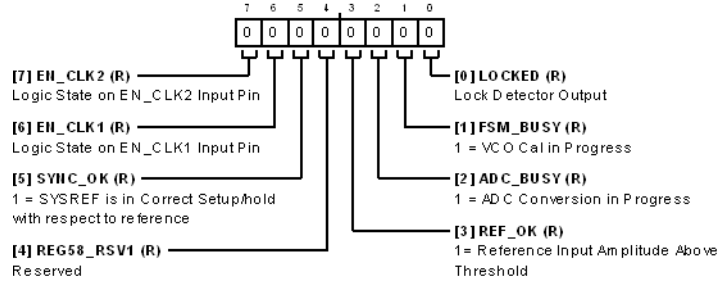 7 6 5 4 3 2 1 0
0 0 0 0 0 0 0 0
[7] EN_CLK2 (R)
Logic State on EN_CLK2 Input Pin
[6] EN_CLK1 (R)
Logic State on EN_CLK1 Input Pin
[5] SYNC_OK (R)
1 = SYSREF is in Correct Setup/hold
with respect to reference
[4] REG58_RSV1 (R)
Reserved
[0] LOCKED (R)
Lock Detector Output
[1] FSM_BUSY (R)
1 = VCO Cal in Progress
[2] ADC_BUSY (R)
1 = ADC Conversion in Progress
[3] REF_OK (R)
1= Reference Input Amplitude Above
Threshold